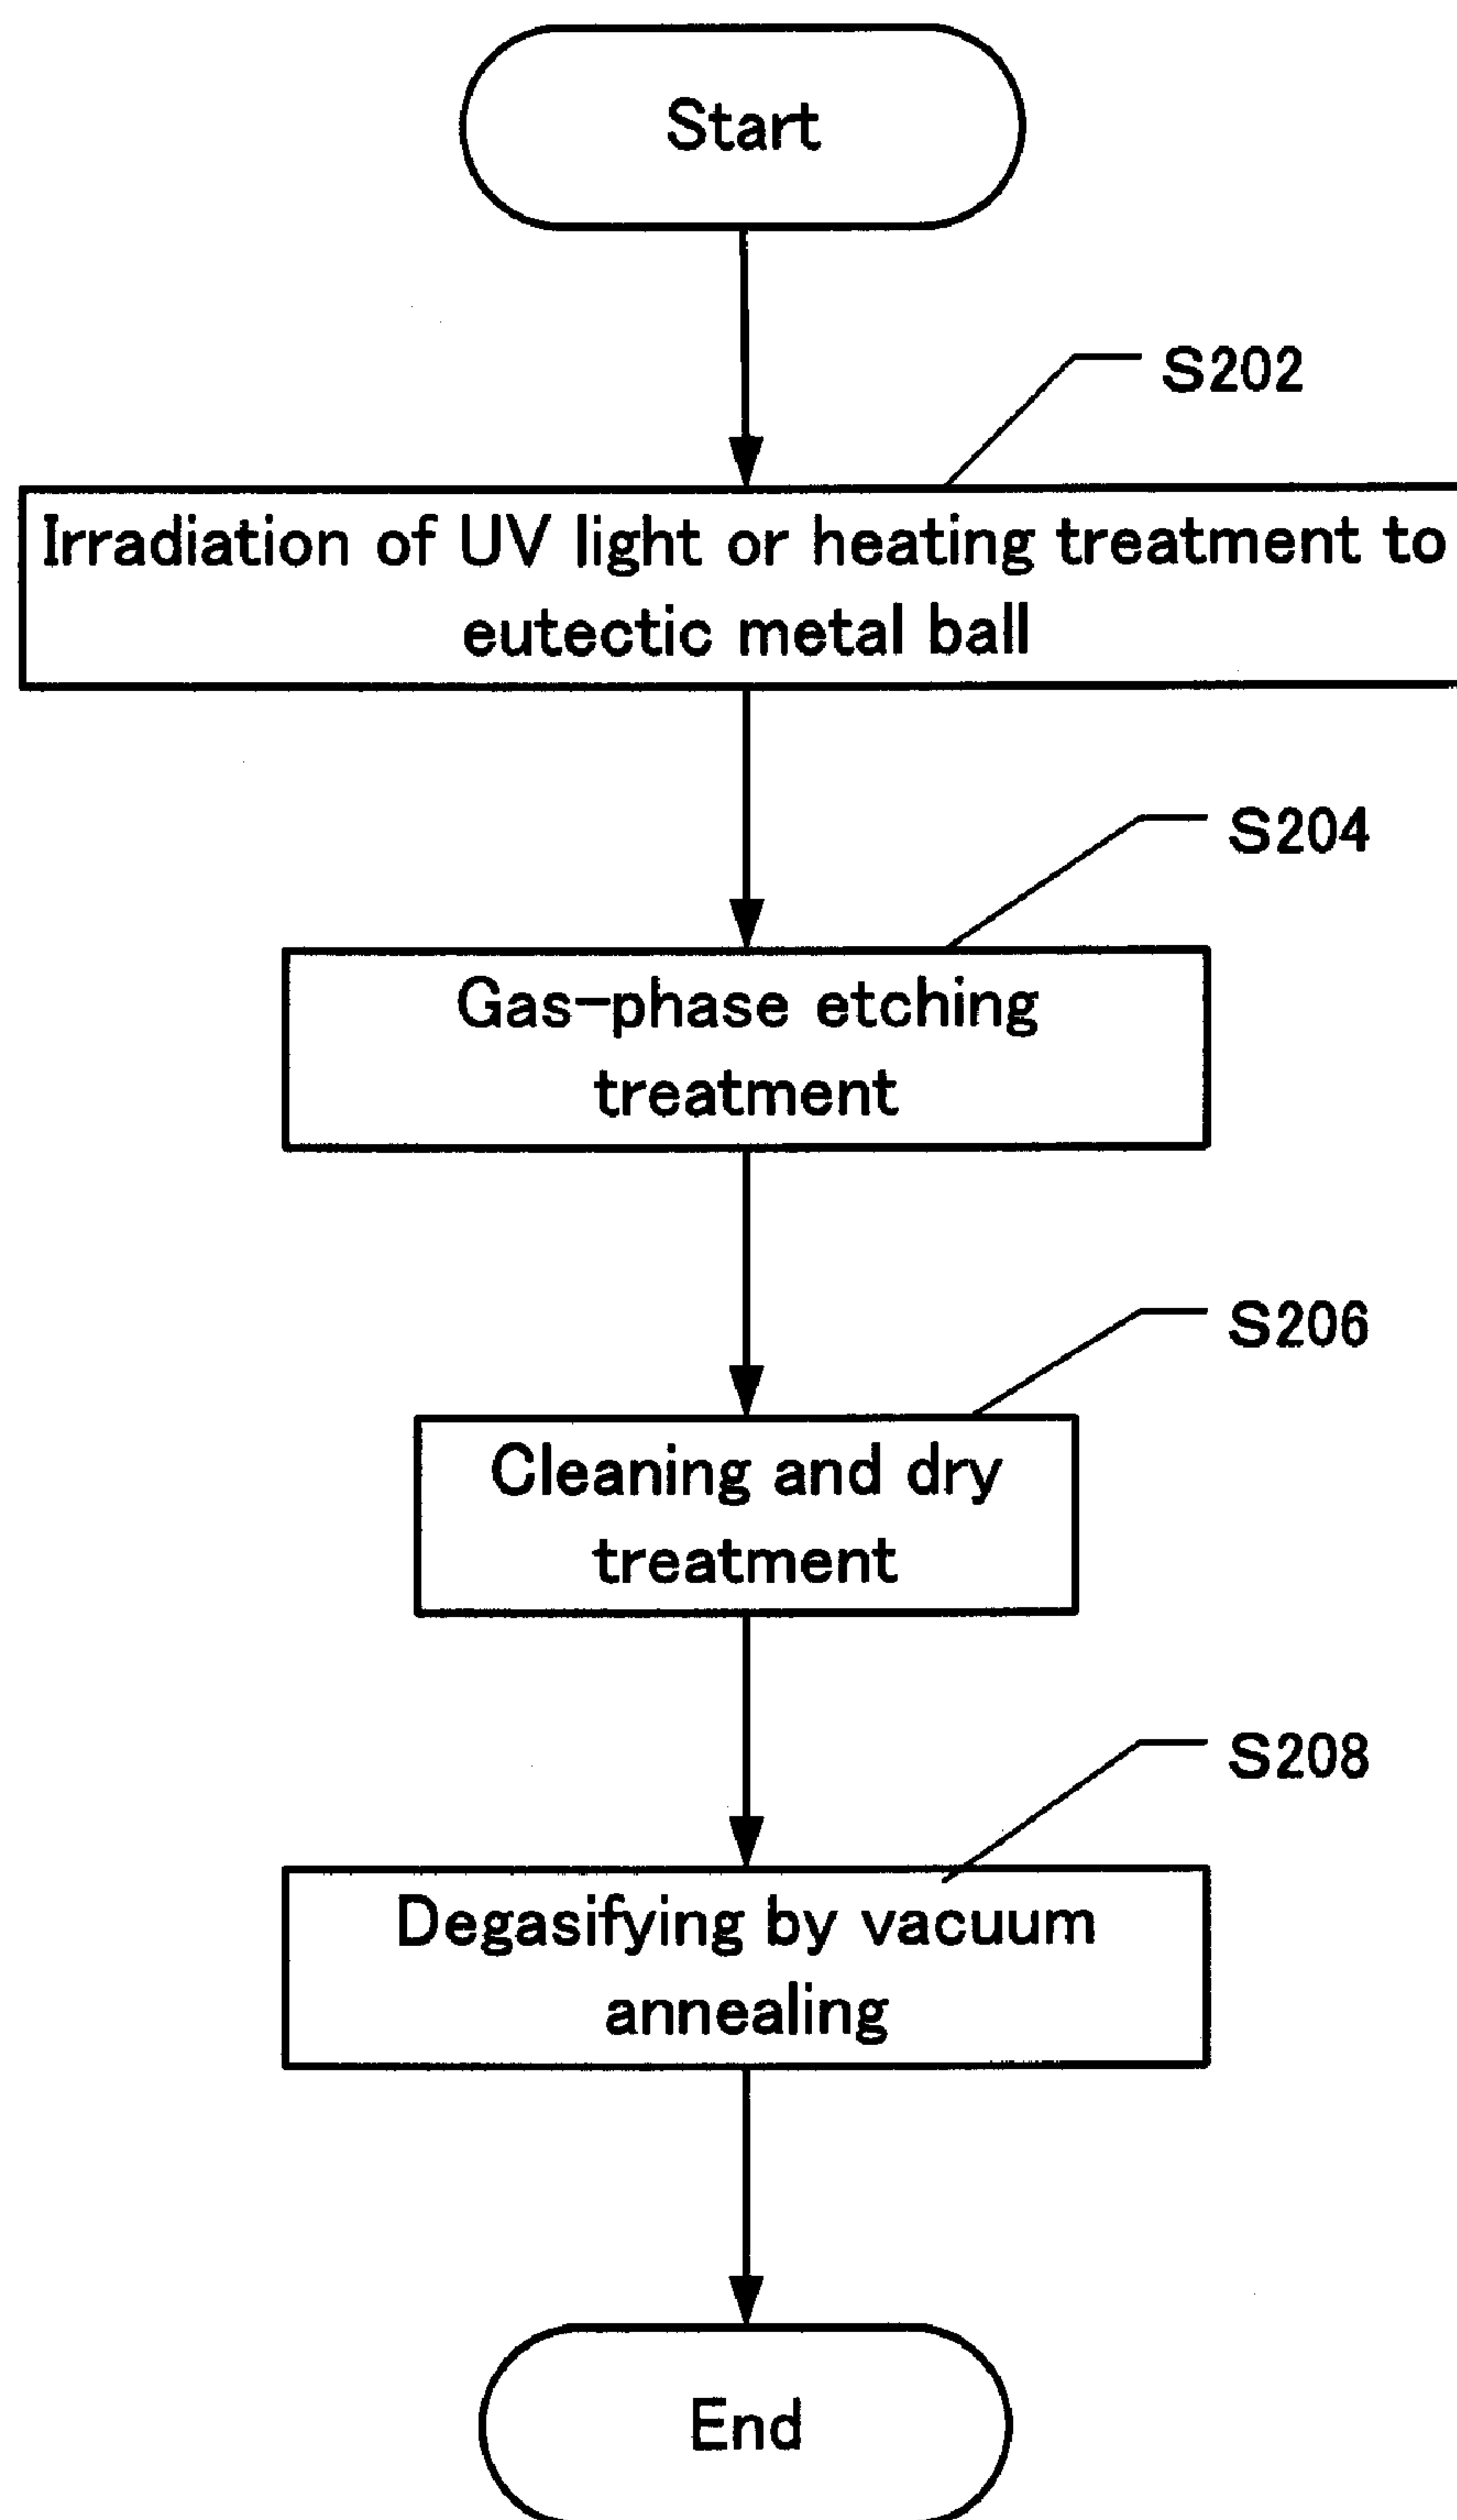 Start
S202
Irradiation of UV light or heating treatment to
eutectic metal ball
S204
Gas-phase etching
treatment
S206
Cleaning and dry
treatment
S208
Degasifying by vacuum
annealing
End